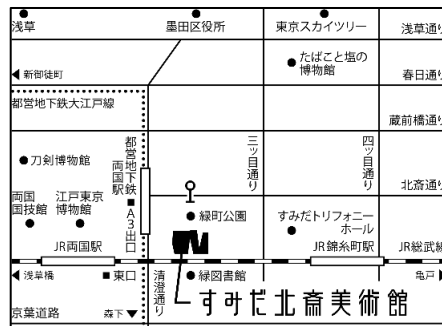 浅草
墨田区役所
東京スカイツリー
浅草通り
たばこと塩の
博物館
新御徒町
春日通り
都営地下鉄大江戸線
蔵前橋通り
都営地下鉄
両国駅
A3出口
三ッ目通り
四ッ目通り
刀剣博物館
北斎通り
両国
国技館
江戸東京
博物館
緑町公園
すみだトリフォニー
ホール
JR両国駅
JR錦糸町駅
JR総武線
浅草橋
東口
清澄通り
緑図書館
亀戸
すみだ北斎美術館
京葉道路
森下